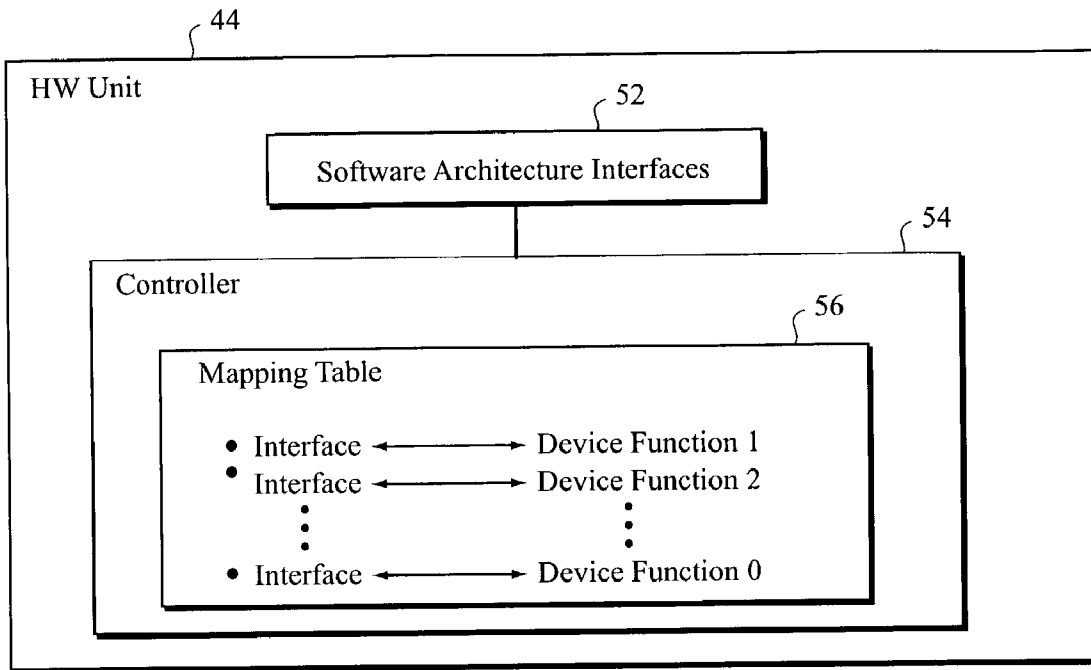 44
HW Unit
52
Software Architecture Interfaces
54
Controller
56
Mapping Table
• Interface ↔ Device Function 1
• Interface ↔ Device Function 2
• Interface ↔ Device Function 0